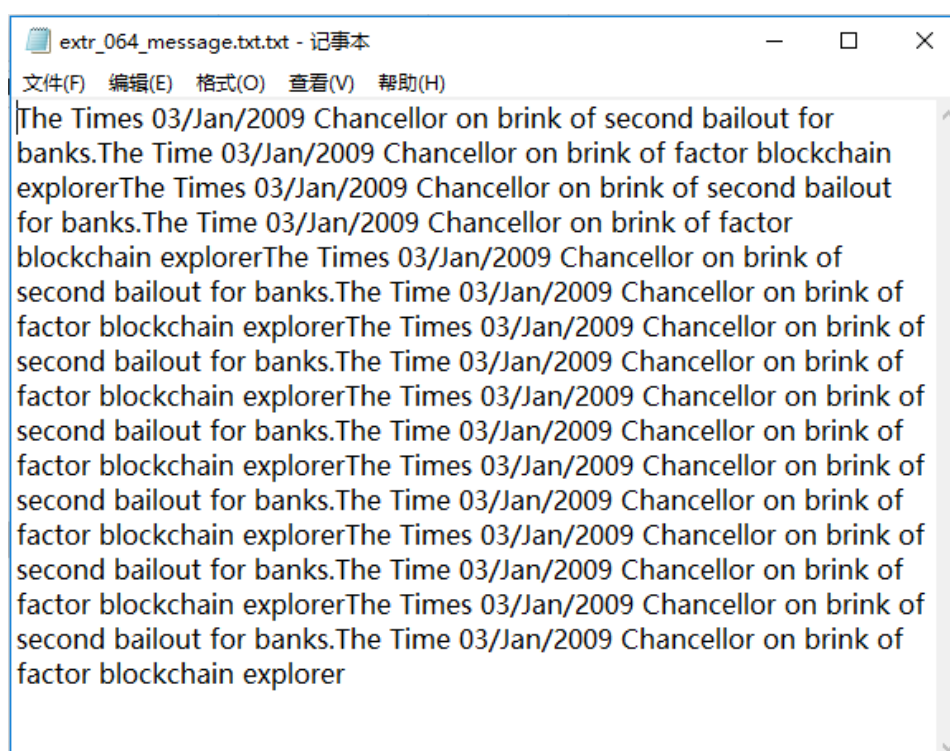 extr_064_message.txt.txt - 记事本
文件(F) 编辑(E) 格式(O) 查看(V) 帮助(H)
The Times 03/Jan/2009 Chancellor on brink of second bailout for
banks.The Time 03/Jan/2009 Chancellor on brink of factor blockchain
explorerThe Times 03/Jan/2009 Chancellor on brink of second bailout
for banks.The Time 03/Jan/2009 Chancellor on brink of factor
blockchain explorerThe Times 03/Jan/2009 Chancellor on brink of
second bailout for banks.The Time 03/Jan/2009 Chancellor on brink of
factor blockchain explorerThe Times 03/Jan/2009 Chancellor on brink of
second bailout for banks.The Time 03/Jan/2009 Chancellor on brink of
factor blockchain explorerThe Times 03/Jan/2009 Chancellor on brink of
second bailout for banks.The Time 03/Jan/2009 Chancellor on brink of
factor blockchain explorerThe Times 03/Jan/2009 Chancellor on brink of
second bailout for banks.The Time 03/Jan/2009 Chancellor on brink of
factor blockchain explorerThe Times 03/Jan/2009 Chancellor on brink of
second bailout for banks.The Time 03/Jan/2009 Chancellor on brink of
factor blockchain explorerThe Times 03/Jan/2009 Chancellor on brink of
second bailout for banks.The Time 03/Jan/2009 Chancellor on brink of
factor blockchain explorer